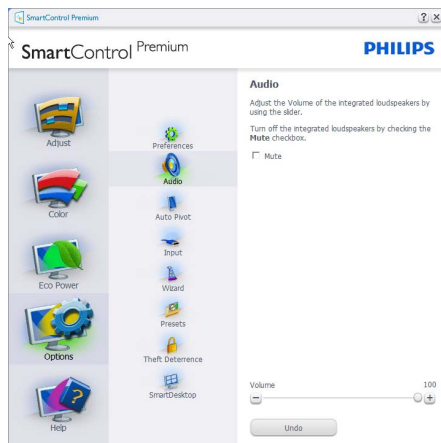 SmartControl Premium
SmartControl Premium
PHILIPS
Adjust
Color
Eco Power
Options
Help
Preferences
Audio
Auto Pivot
Input
Wizard
Presets
Theft Deterrence
SmartDesktop
Audio
Adjust the Volume of the integrated loudspeakers by
using the slider.
Turn off the integrated loudspeakers by checking the
Mute checkbox.
Mute
Volume 100
Undo